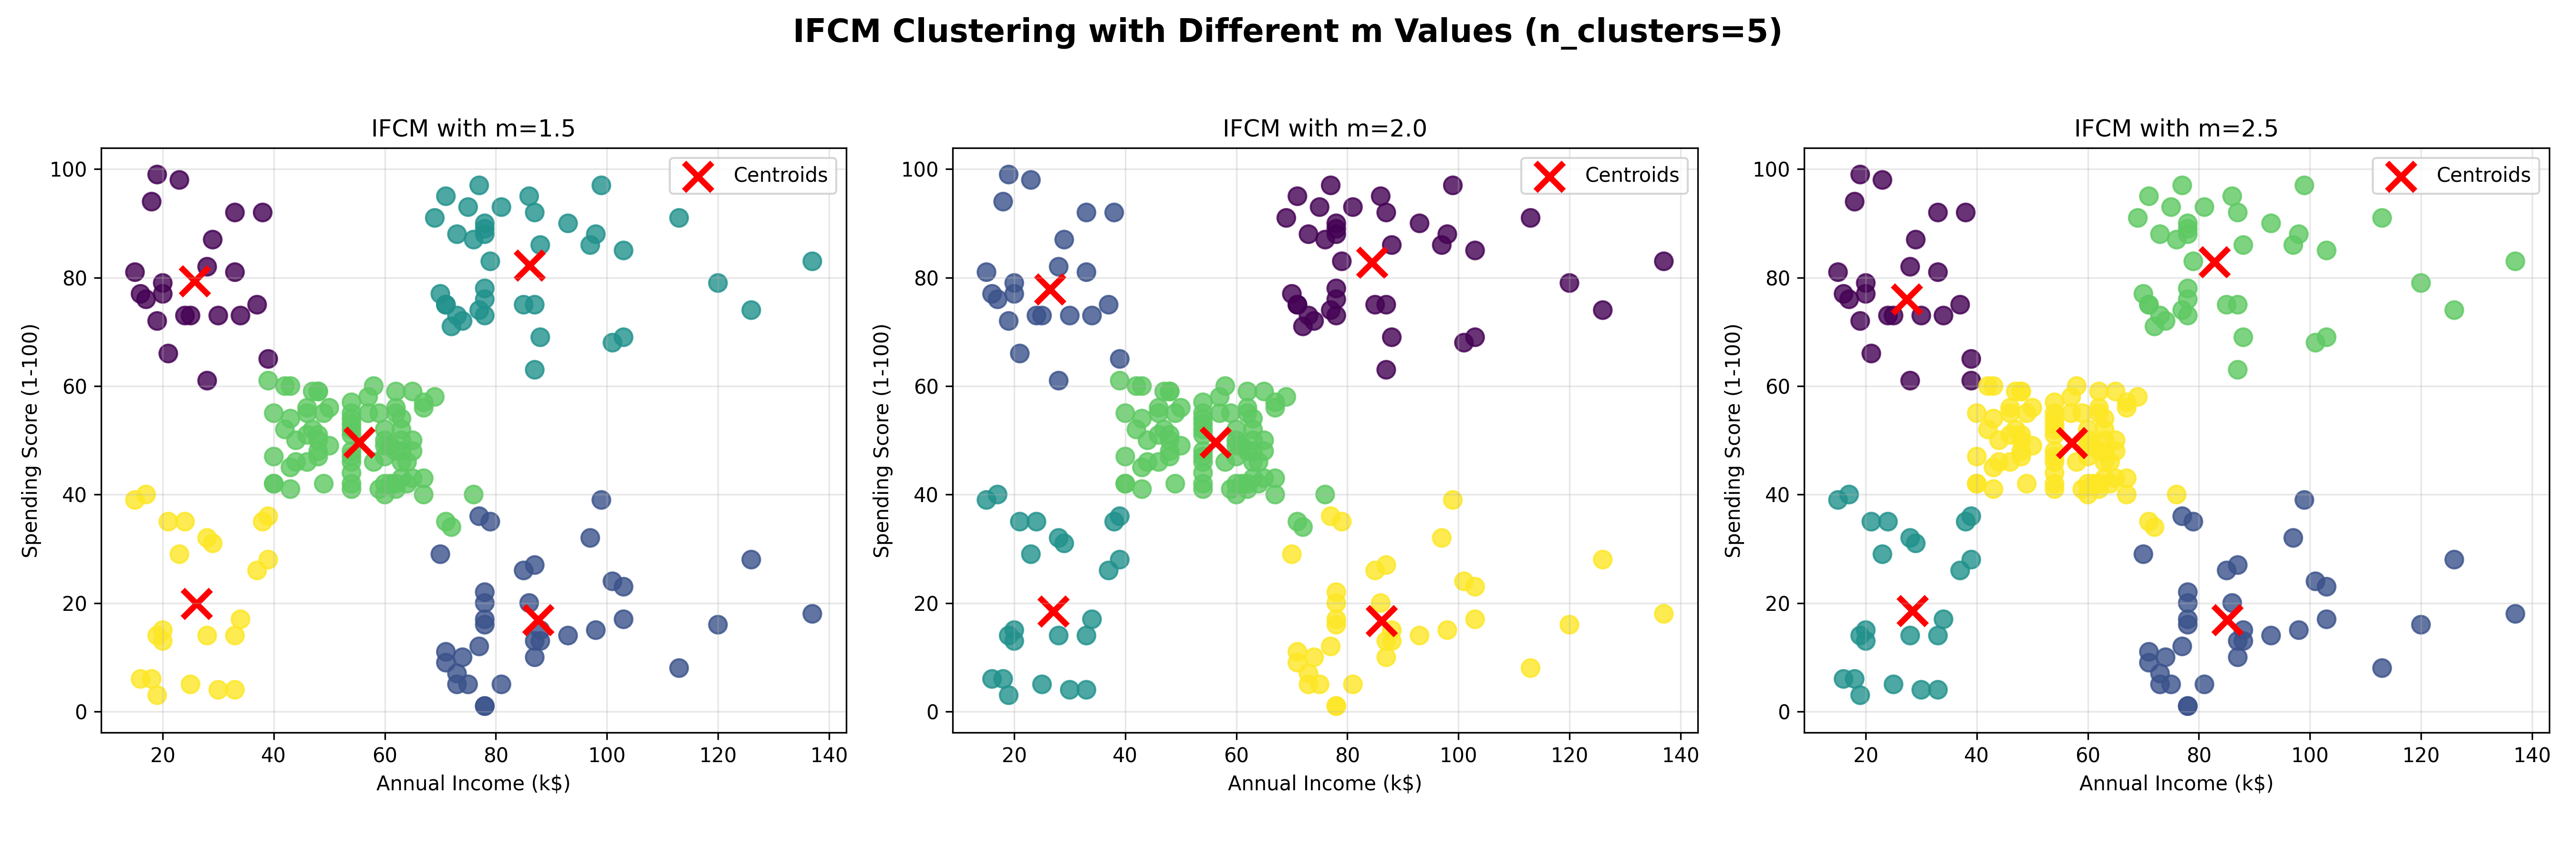 IFCM Clustering with Different m Values (n_clusters=5)
IFCM with m=1.5
Centroids
100
80
60
40
20
0
Spending Score (1-100)
20 40 60 80 100 120 140
Annual Income (k$)
IFCM with m=2.0
Centroids
100
80
60
40
20
0
Spending Score (1-100)
20 40 60 80 100 120 140
Annual Income (k$)
IFCM with m=2.5
Centroids
100
80
60
40
20
0
Spending Score (1-100)
20 40 60 80 100 120 140
Annual Income (k$)